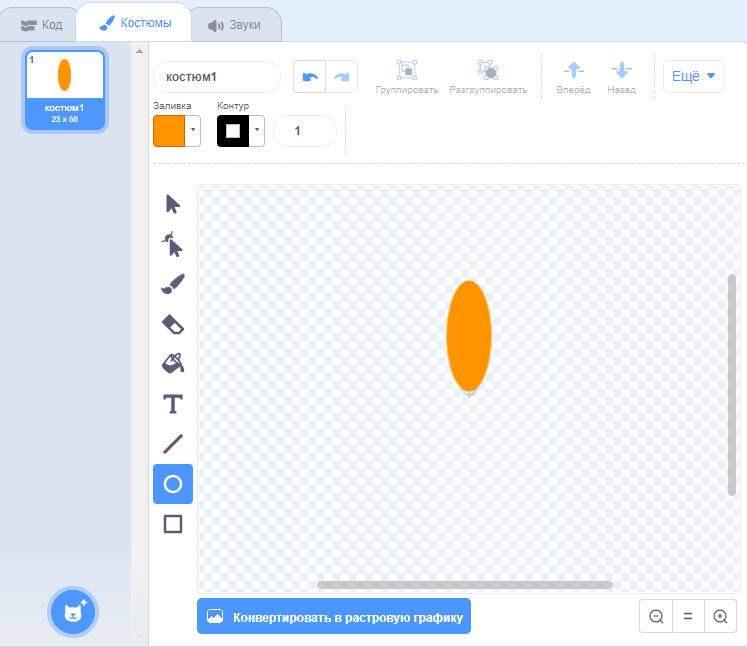 Код
Костюмы
Звуки
1
костюм1
23 x 56
костюм1
Группировать
Разгруппировать
Вперёд
Назад
Ещё
Заливка
Контур
1
Конвертировать в растровую графику